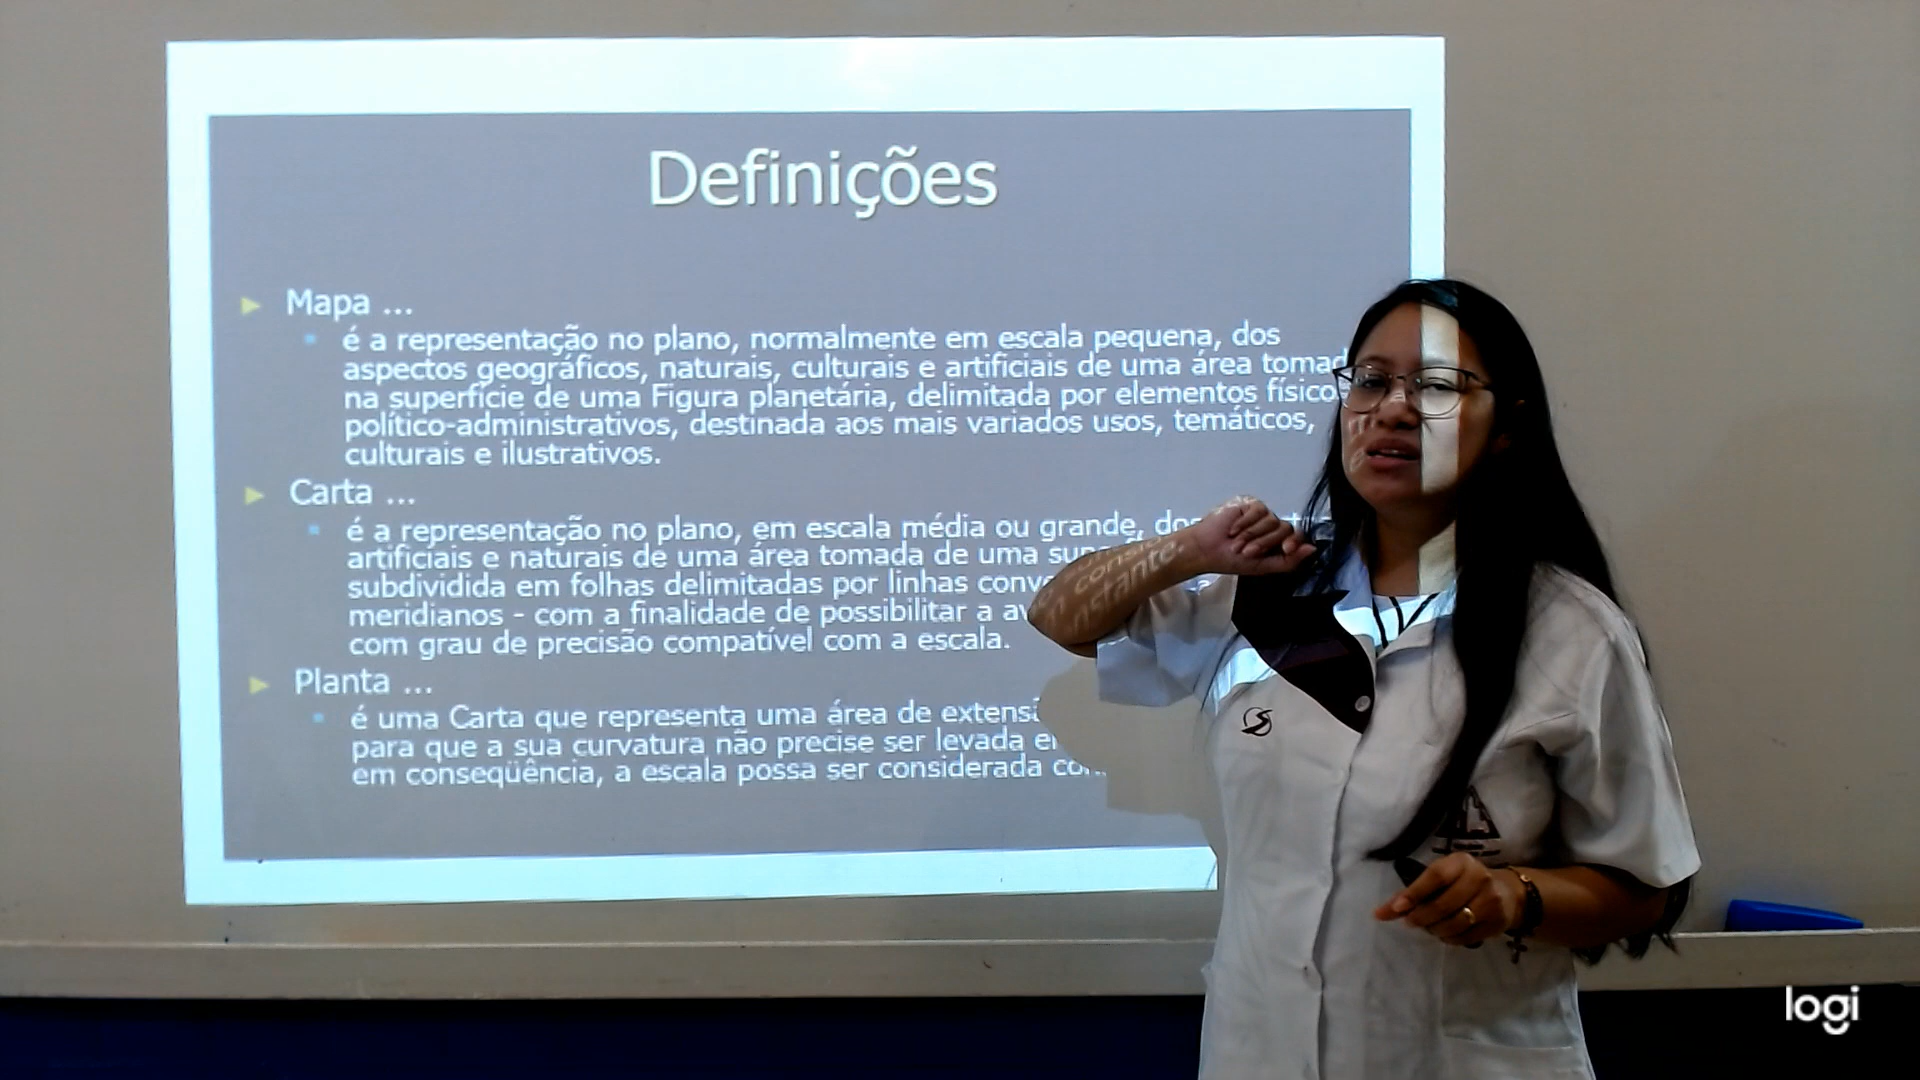 Definições
Mapa ...
é a representação no plano, normalmente em escala pequena, dos
aspectos geográficos, naturais, culturais e artificiais de uma área
na superfície de uma Figura planetária, delimitada por elementos
político-administrativos, destinada aos mais variados usos, temáticos,
culturais e ilustrativos.
Carta ...
é a representação no plano, em escala média ou grande, dos
artificiais e naturais de uma área tomada de uma
subdividida em folhas delimitadas por linhas
meridianos - com a finalidade de possibilitar a
com grau de precisão compatível com a escala.
Planta ...
é uma Carta que representa uma área de
para que a sua curvatura não precise ser levada
em conseqüência, a escala possa ser considerada
logi